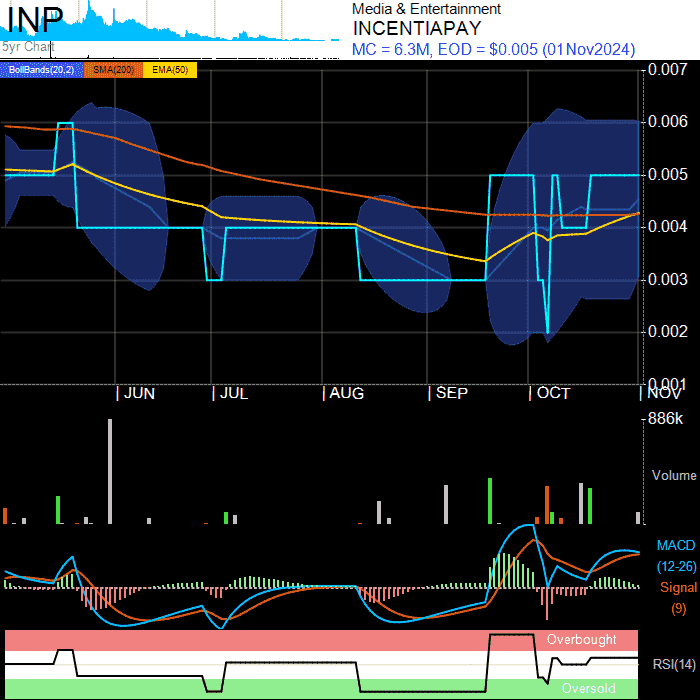 INP
5yr Chart
Media & Entertainment
INCENTIAPAY
MC = 6.3M, EOD = $0.005 (01Nov2024)
BollBands(20,2) SMA(200) EMA(50)
0.007
0.006
0.005
0.004
0.003
0.002
0.001
JUN JUL AUG SEP OCT NOV
886k
Volume
MACD
(12-26)
Signal
(9)
Overbought
RSI(14)
Oversold